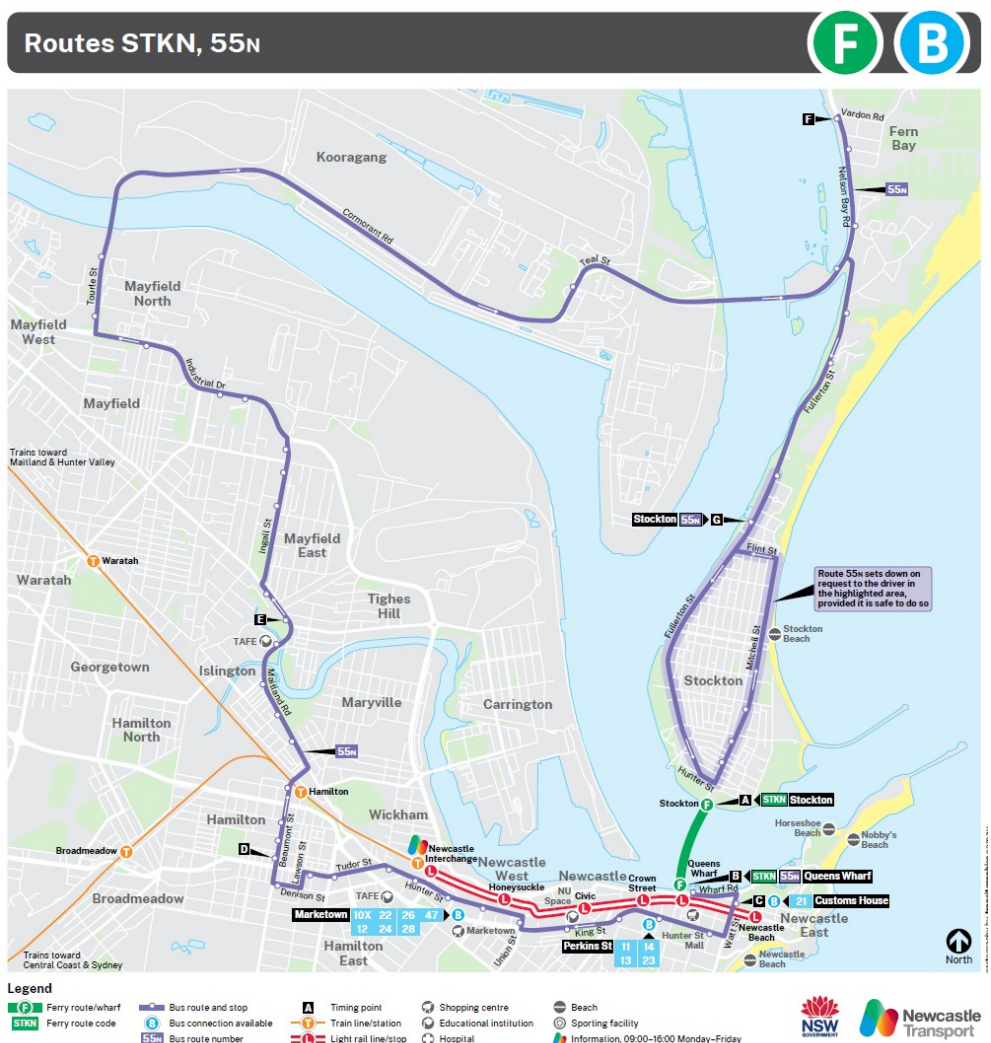 Routes STKN, 55N
F
B
F
Vardon Rd
Fern
Bay
Kooragang
Nelson Bay Rd
55N
Cormorant Rd
Teal St
Tourle St
Mayfield
North
Mayfield
West
Industrial Dr
Fullerton St
Mayfield
Trains toward
Maitland & Hunter Valley
Stockton 55N G
Ingall St
Mayfield
East
Flint St
T Waratah
Waratah
Route 55N sets down on
request to the driver in
the highlighted area,
provided it is safe to do so
Tighes
Hill
Fullerton St
E
TAFE
Stockton
Beach
Mitchell St
Georgetown
Islington
Maitland Rd
Stockton
Maryville
Carrington
Hamilton
North
55N
Hunter St
T Hamilton
Stockton F
A STKN Stockton
Wickham
Hamilton
Horseshoe
Beach
Nobby's
Beach
Broadmeadow T
D
Beaumont St
Lawson St
Newcastle
Interchange
T
L
Newcastle
West
Queens
Wharf
F
B STKN 55N Queens Wharf
Tudor St
Honeysuckle
L
Newcastle
Crown
Street
L
L
Wharf Rd
Denison St
TAFE
Hunter St
NU
Space
Civic
L
C B 21 Customs House
Broadmeadow
Marketown 10X 22 26 47 B
12 24 28
Marketown
L
Newcastle
Beach
Newcastle
East
King St
B
Hunter St
Mall
Watt St
Union St
Perkins St 11 14
13 23
Hamilton
East
Newcastle
Beach
Trains toward
Central Coast & Sydney
North
Legend
F Ferry route/wharf
STKN Ferry route code
Bus route and stop
B Bus connection available
55N Bus route number
A Timing point
T Train line/station
L Light rail line/stop
Shopping centre
Educational institution
Hospital
Beach
Sporting facility
Information, 09:00–16:00 Monday–Friday
NSW
GOVERNMENT
Newcastle
Transport